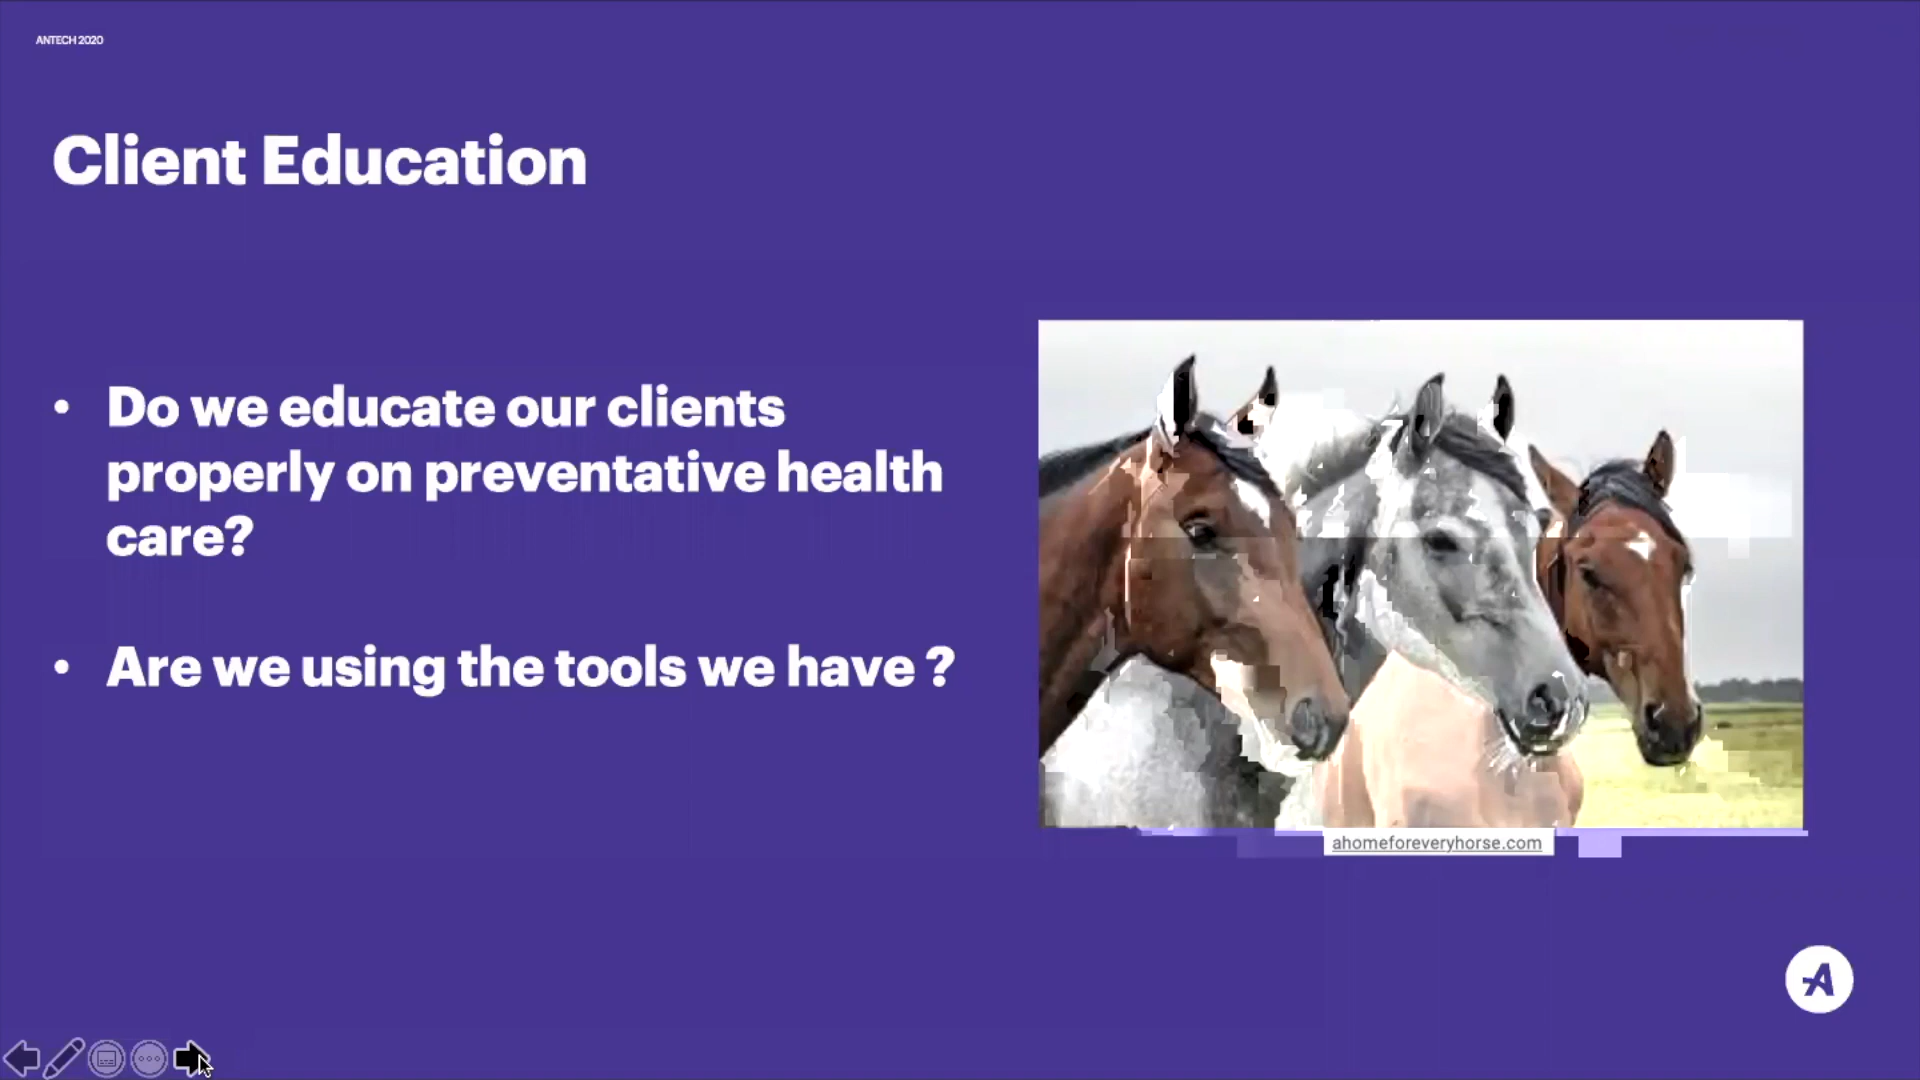 ANTECH 2020
Client Education
• Do we educate our clients
properly on preventative health
care?
• Are we using the tools we have ?
ahomeforeveryhorse.com
A